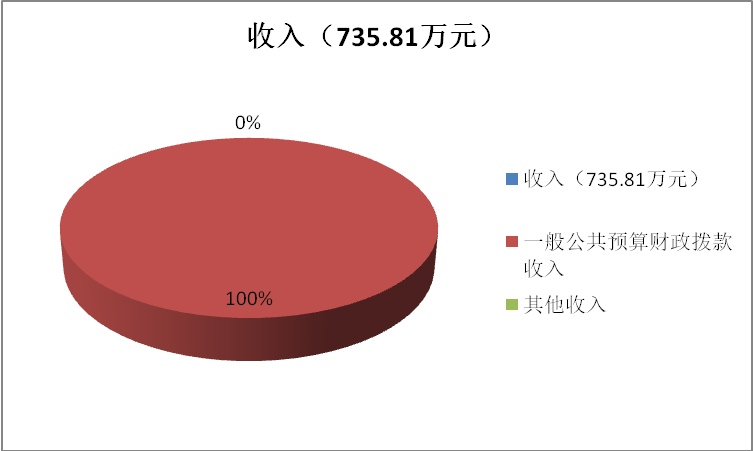 收入（735.81万元）
0%
100%
收入（735.81万元）
一般公共预算财政拨款
收入
其他收入